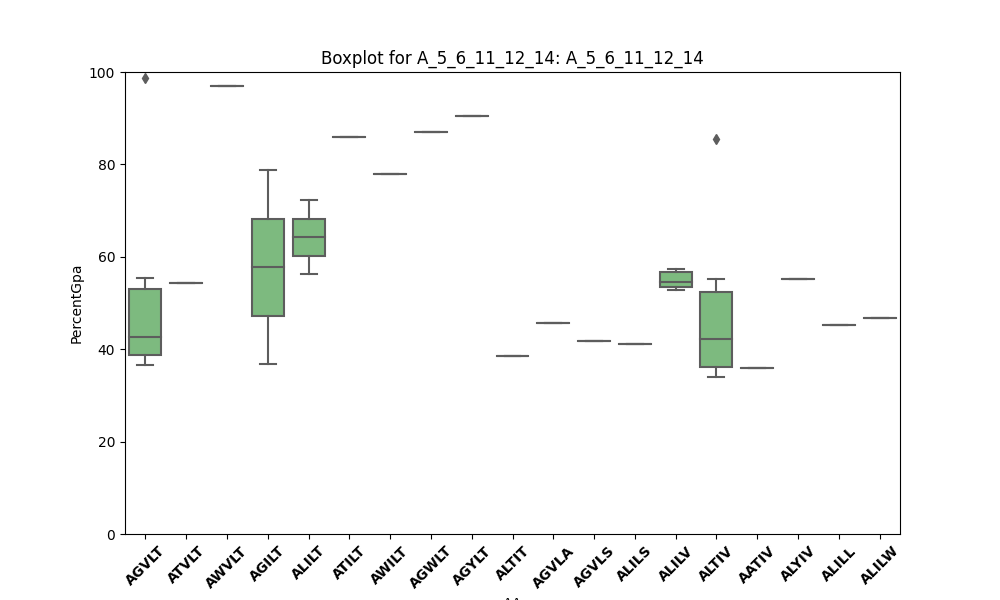 Boxplot for A_5_6_11_12_14: A_5_6_11_12_14
100
80
60
40
20
0
PercentGpa
AGVLT
ATVLT
AWVLT
AGILT
ALILT
ATILT
AWILT
AGWLT
AGYLT
ALTIT
AGVLA
AGVLS
ALILS
ALILV
ALTIV
AATIV
ALYIV
ALILL
ALILW